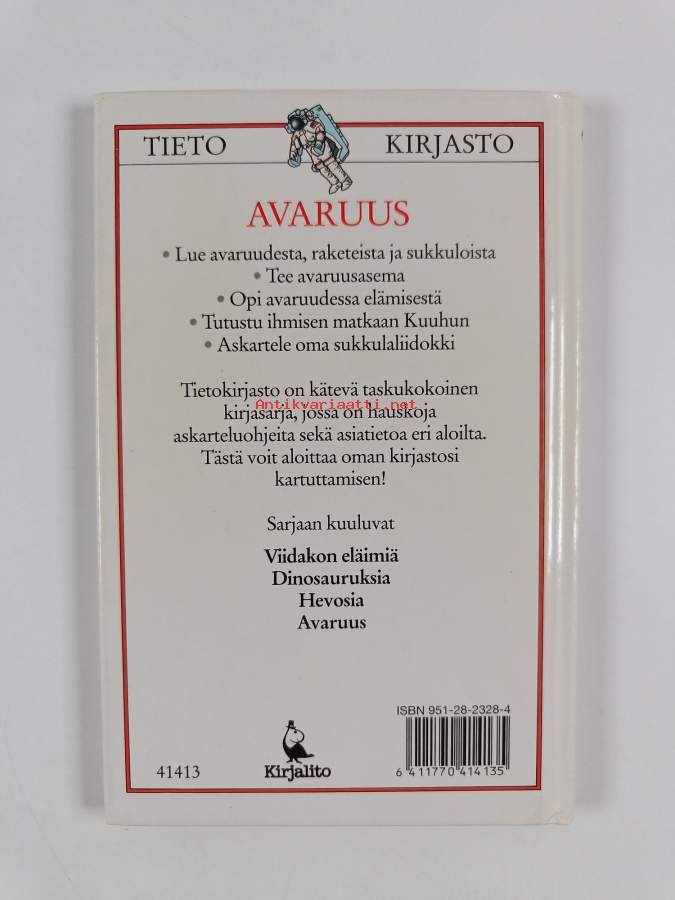 TIETO KIRJASTO
AVARUUS
• Lue avaruudesta, raketeista ja sukkuloista
• Tee avaruusasema
• Opi avaruudessa elämisestä
• Tutustu ihmisen matkaan Kuuhun
• Askartele oma sukkulaliidokki
Tietokirjasto on kätevä taskukokoinen
Antikvariaatti.net
kirjasarja, jossa on hauskoja
askarteluohjeita sekä asiatietoa eri aloilta.
Tästä voit aloittaa oman kirjastosi
kartuttamisen!
Sarjaan kuuluvat
Viidakon eläimiä
Dinosauruksia
Hevosia
Avaruus
ISBN 951-28-2328-4
41413
Kirjalito
6 411770 414135